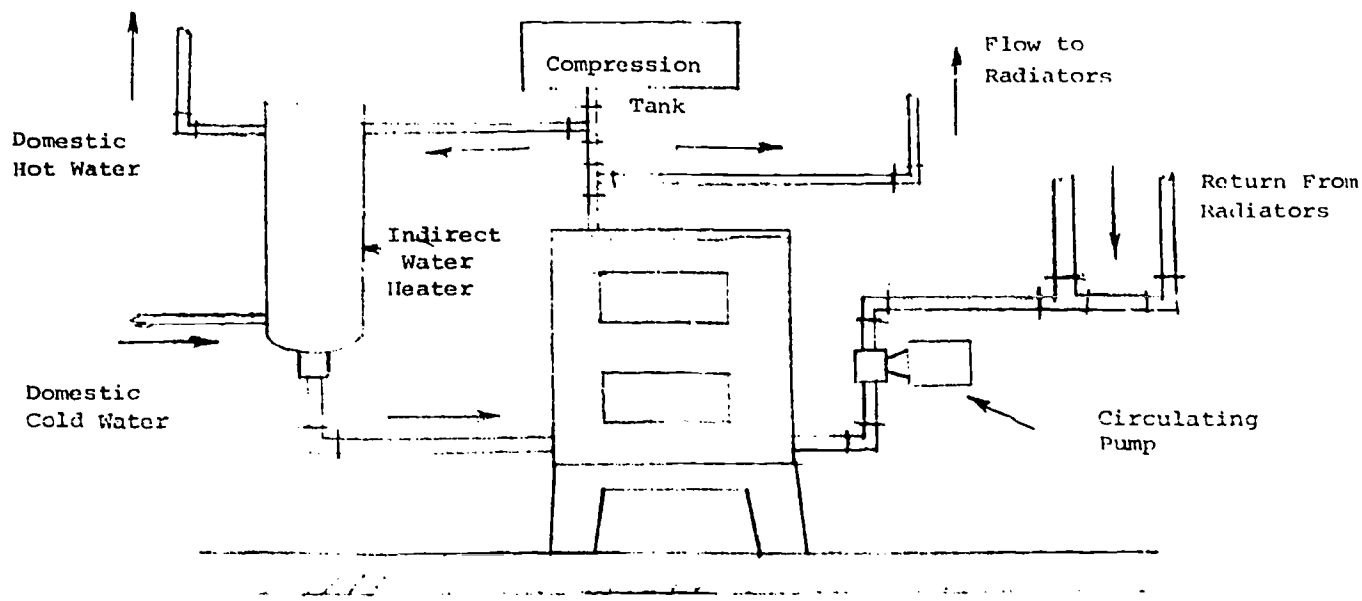 Flow to
Radiators
Compression
Tank
Domestic
Hot Water
Return From
Radiators
Indirect
Water
Heater
Domestic
Cold Water
Circulating
Pump